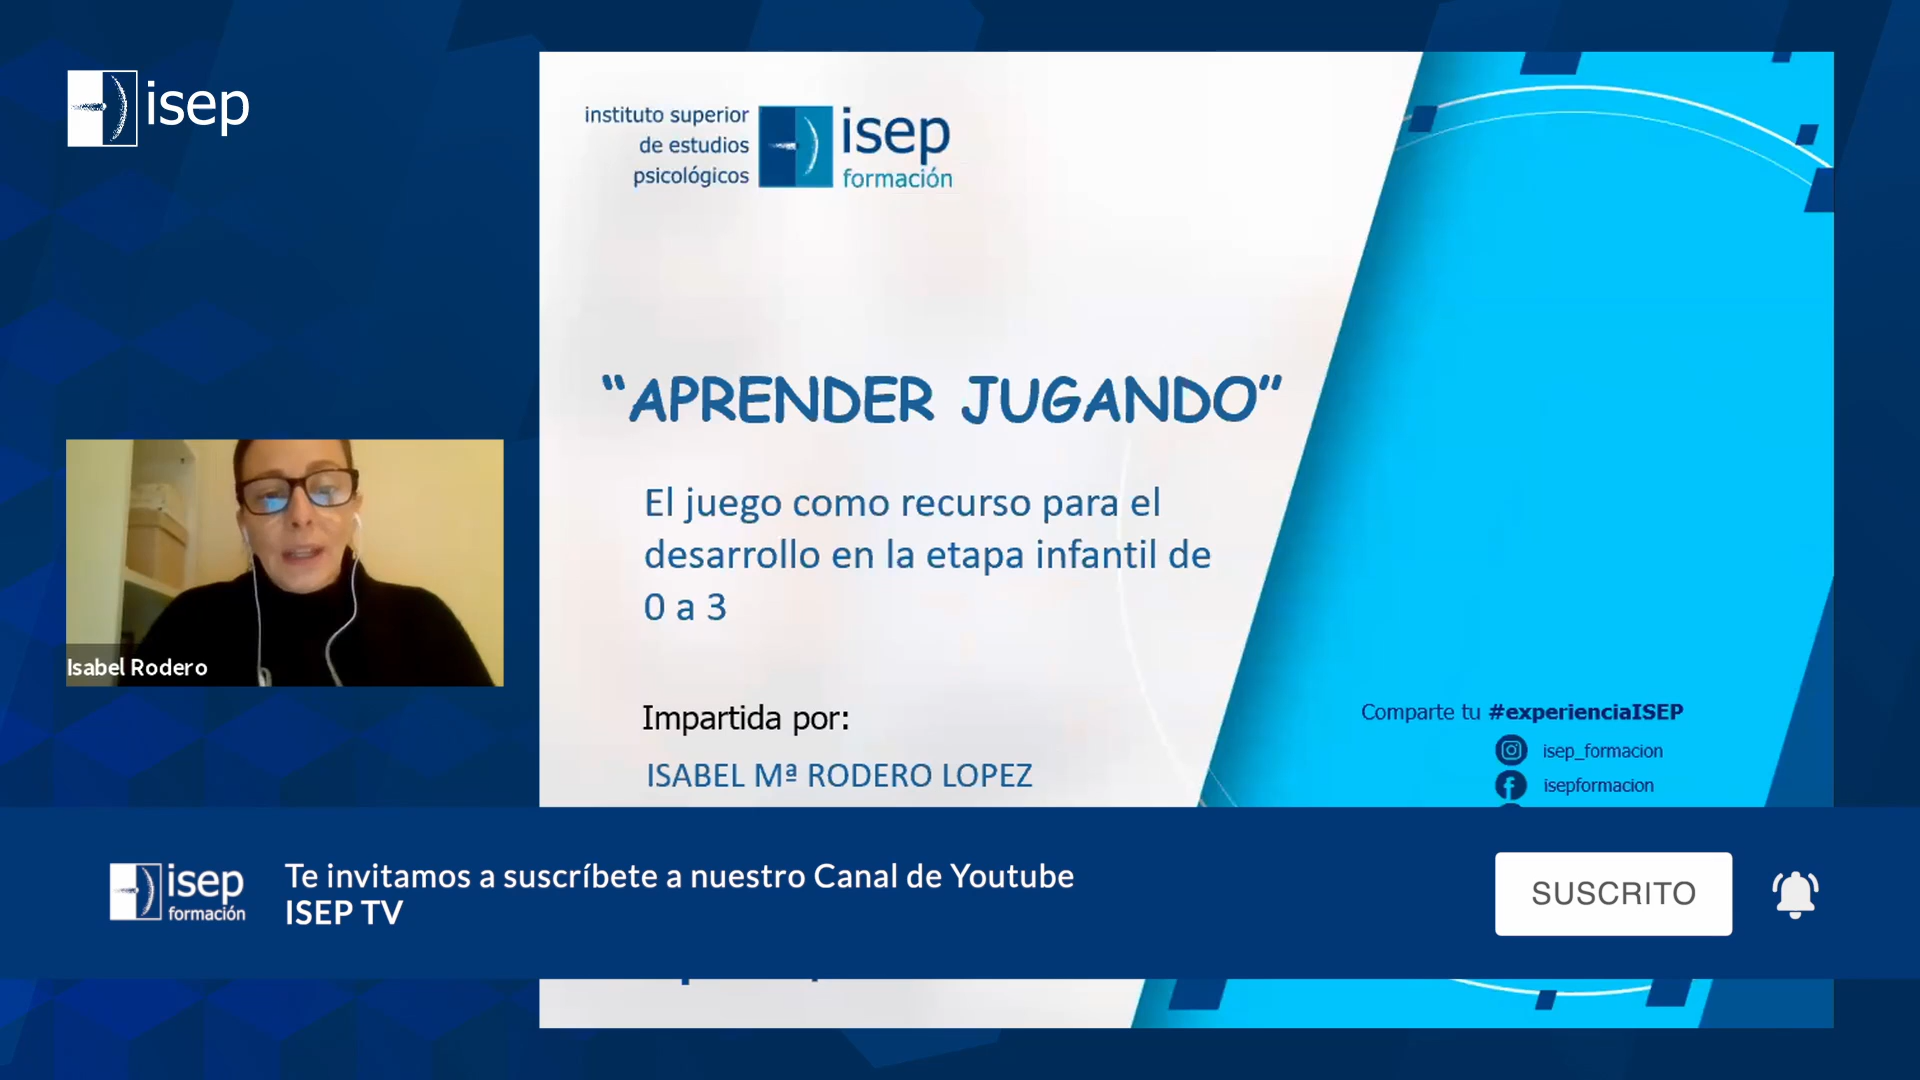 isep
instituto superior
de estudios
psicológicos
isep
formación
“APRENDER JUGANDO”
El juego como recurso para el
desarrollo en la etapa infantil de
0 a 3
Isabel Rodero
Impartida por:
ISABEL Mª RODERO LOPEZ
Comparte tu #experienciaISEP
isep_formacion
isepformacion
isep
formación
Te invitamos a suscríbete a nuestro Canal de Youtube
ISEP TV
SUSCRITO